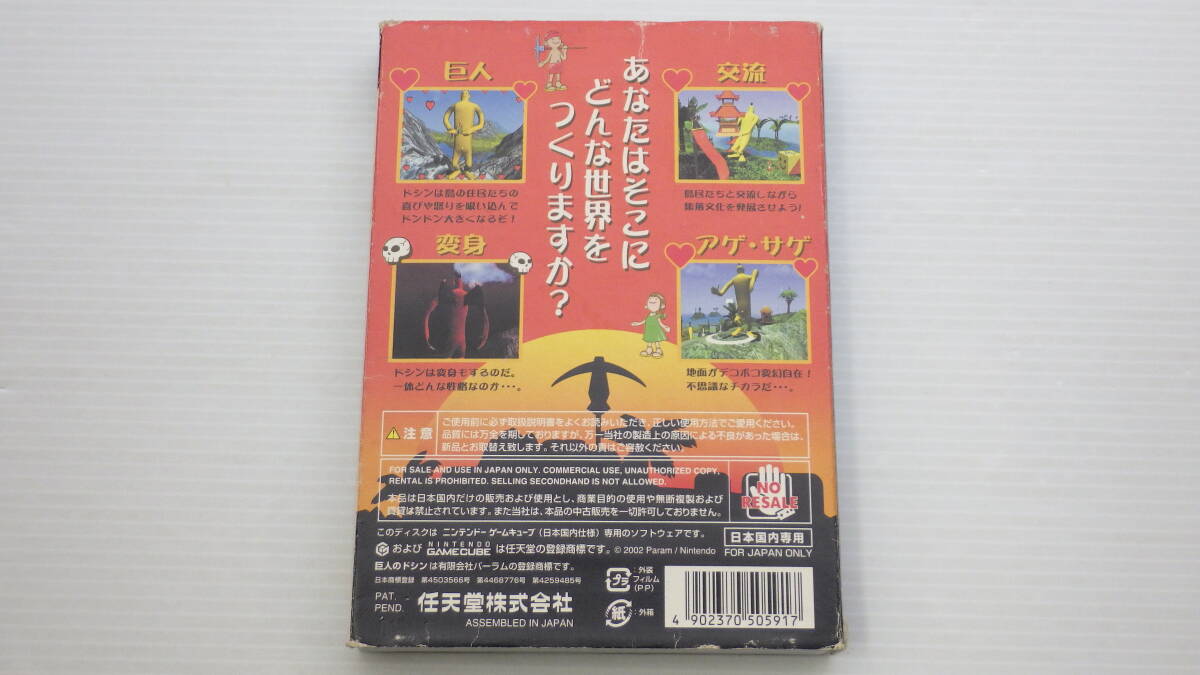 あなたはそこに
どんな世界を
つくりますか?
巨人
ドシンは島の住民たちの
喜びや怒りを吸い込んで
ドンドン大きくなるぞ!
交流
島民たちと交流しながら
集落文化を発展させよう!
変身
ドシンは変身もするのだ。
一体どんな性格なのか・・・。
アゲ・サゲ
地面がデコボコ変幻自在!
不思議なチカラだ・・・。
注意
ご使用前に必ず取扱説明書をよくお読みいただき、正しい使用方法でご愛用ください。
品質には万全を期しておりますが、万一当社の製造上の原因による不良があった場合は、
新品とお取替え致します。それ以外の責はご容赦ください。
FOR SALE AND USE IN JAPAN ONLY. COMMERCIAL USE, UNAUTHORIZED COPY,
RENTAL IS PROHIBITED. SELLING SECONDHAND IS NOT ALLOWED.
本品は日本国内だけの販売および使用とし、商業目的の使用や無断複製および
賃貸は禁止されています。また当社は、本品の中古販売を一切許可しておりません。
NO
RESALE
このディスクは ニンテンドー ゲームキューブ(日本国内仕様)専用のソフトウェアです。
および NINTENDO GAMECUBE は任天堂の登録商標です。 © 2002 Param / Nintendo
日本国内専用
FOR JAPAN ONLY
巨人のドシンは有限会社パーラムの登録商標です。
日本商標登録 第4503566号 第4468776号 第4259485号
PAT.
PEND.
任天堂株式会社
ASSEMBLED IN JAPAN
プラ
:外装
フィルム
(PP)
紙
:外箱
4 902370 505917